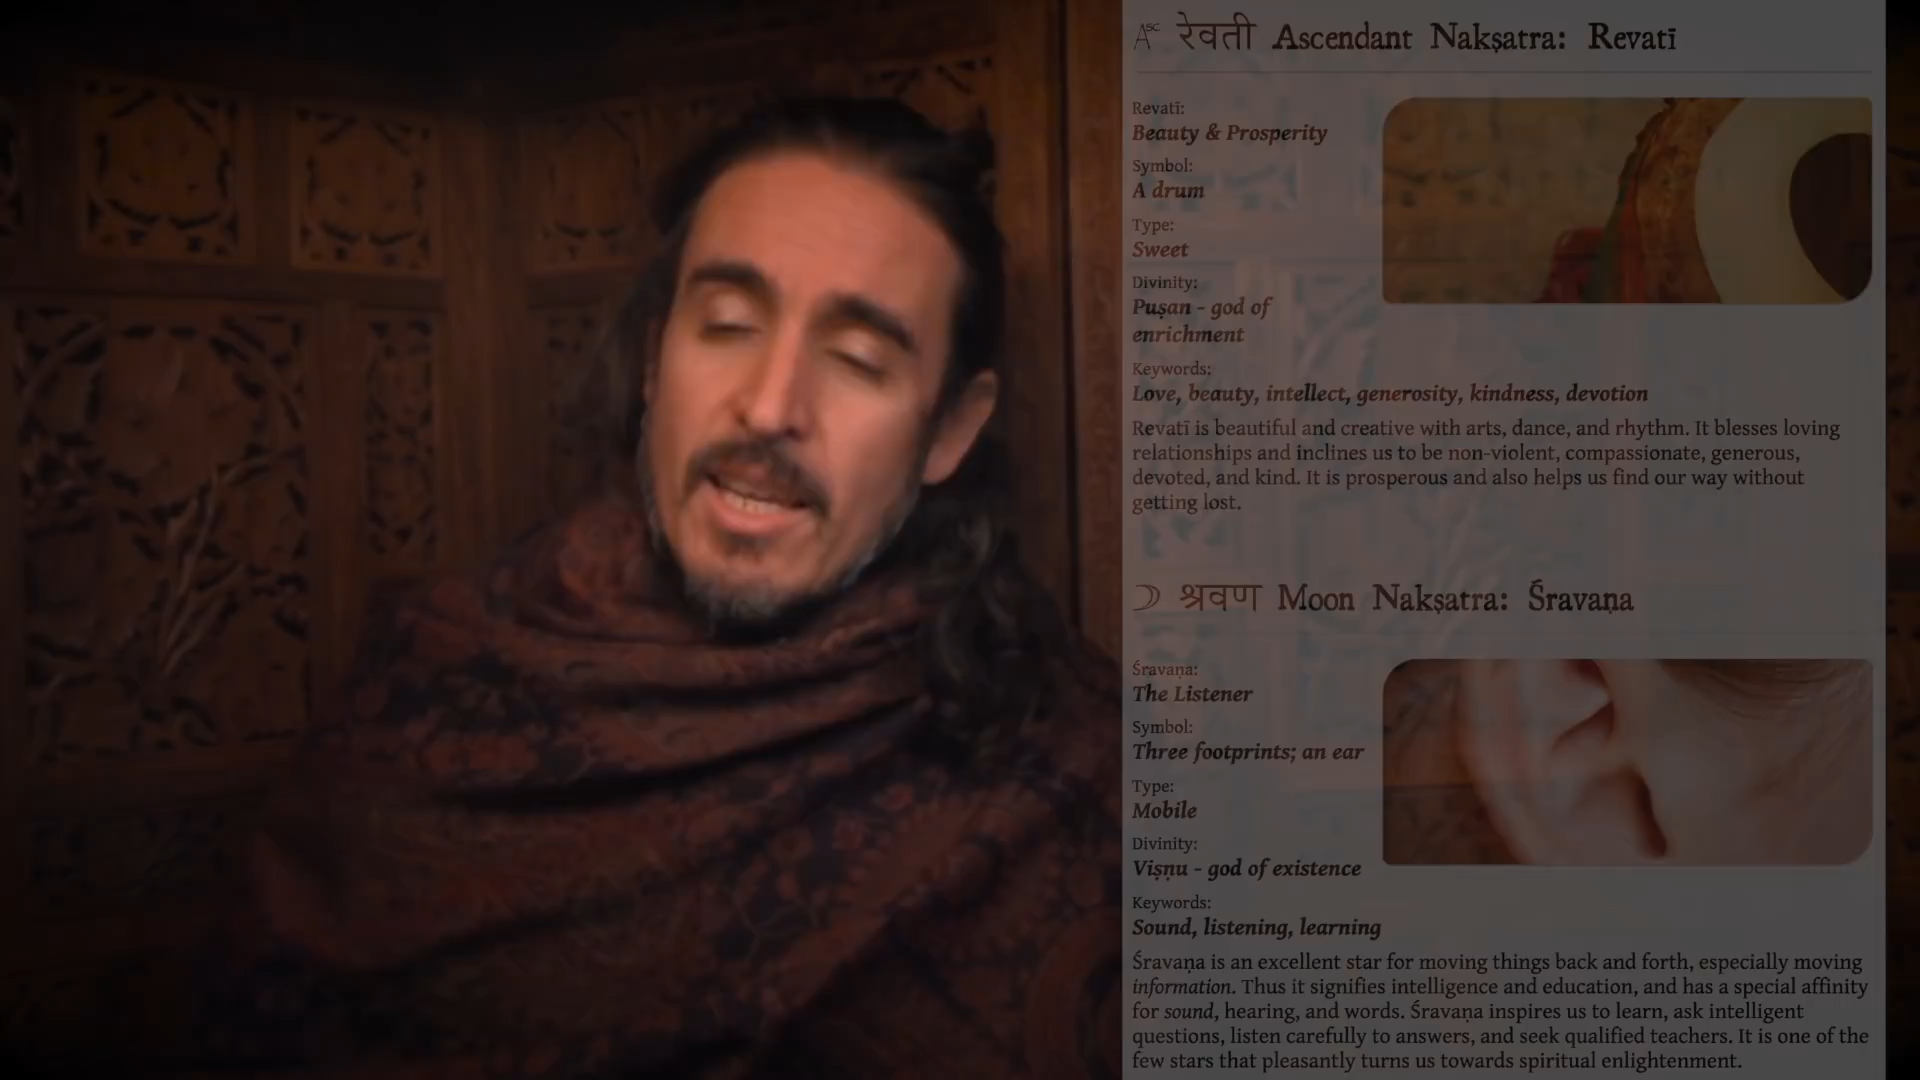 Asc रेवती Ascendant Nakṣatra: Revatī
Revatī:
Beauty & Prosperity
Symbol:
A drum
Type:
Sweet
Divinity:
Puṣan - god of
enrichment
Keywords:
Love, beauty, intellect, generosity, kindness, devotion
Revatī is beautiful and creative with arts, dance, and rhythm. It blesses loving
relationships and inclines us to be non-violent, compassionate, generous,
devoted, and kind. It is prosperous and also helps us find our way without
getting lost.
श्रवण Moon Nakṣatra: Śravaṇa
Śravaṇa:
The Listener
Symbol:
Three footprints; an ear
Type:
Mobile
Divinity:
Viṣṇu - god of existence
Keywords:
Sound, listening, learning
Śravaṇa is an excellent star for moving things back and forth, especially moving
information. Thus it signifies intelligence and education, and has a special affinity
for sound, hearing, and words. Śravaṇa inspires us to learn, ask intelligent
questions, listen carefully to answers, and seek qualified teachers. It is one of the
few stars that pleasantly turns us towards spiritual enlightenment.